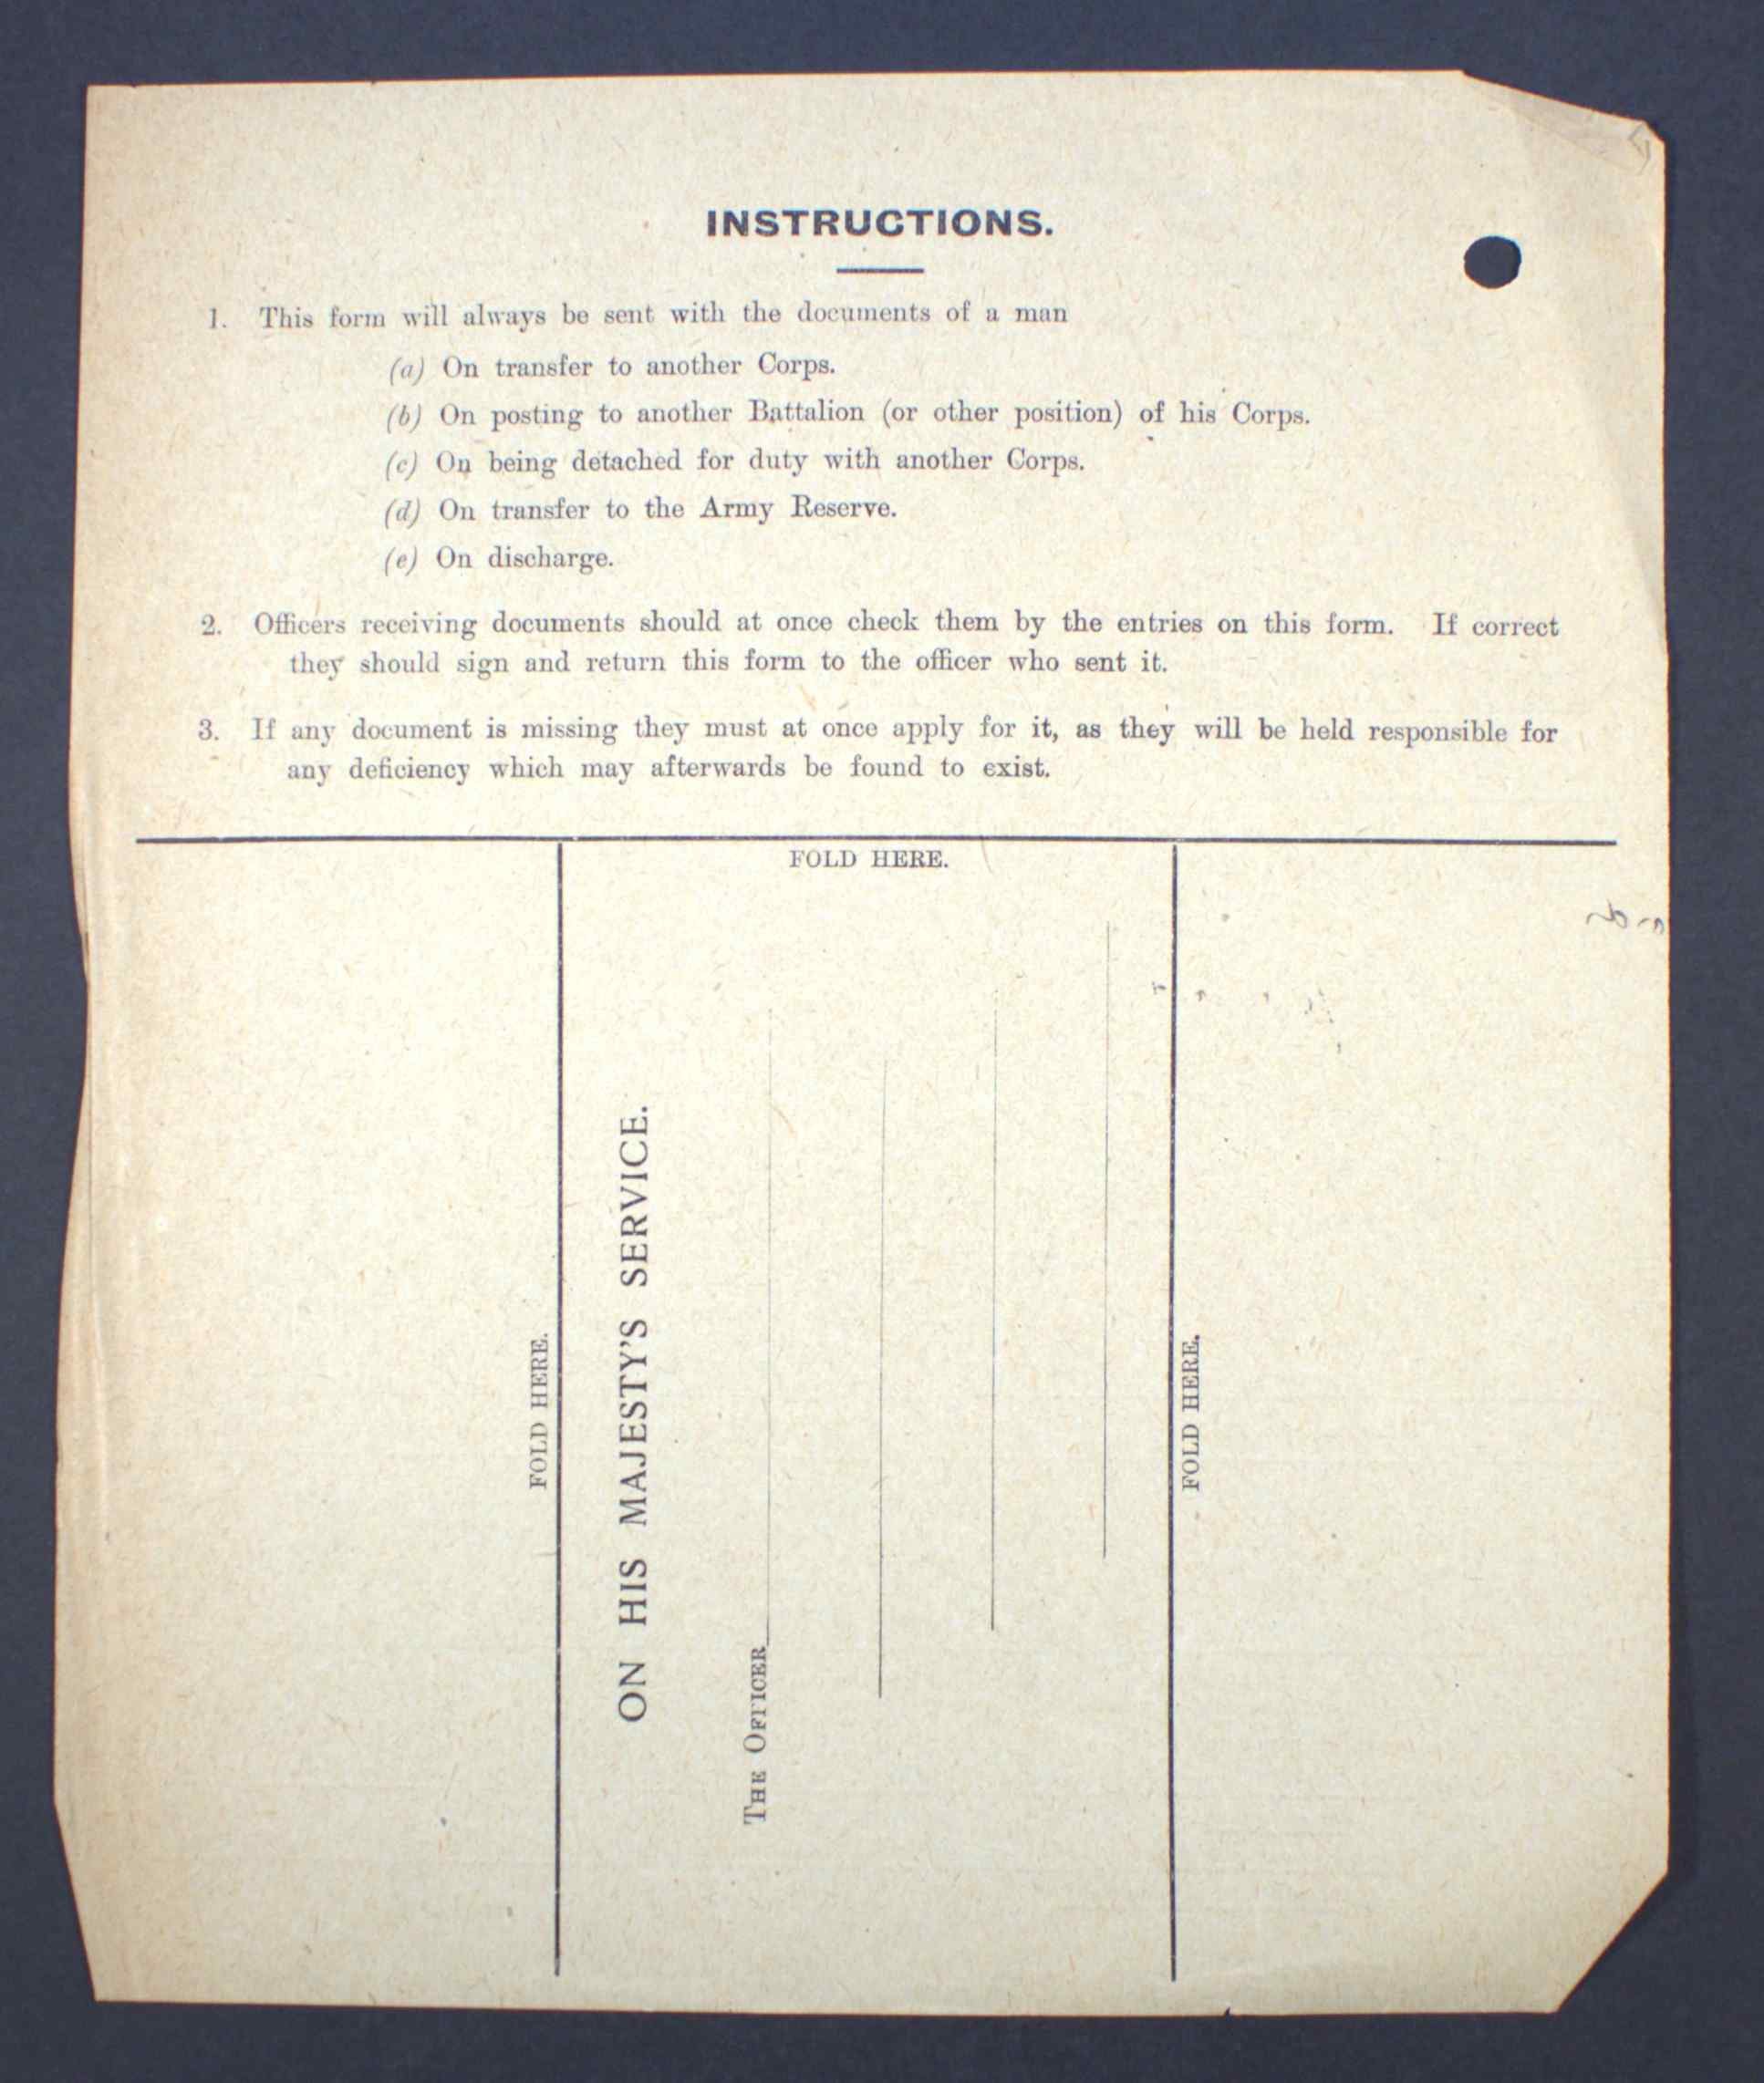 INSTRUCTIONS.
1. This form will always be sent with the documents of a man
(a) On transfer to another Corps.
(b) On posting to another Battalion (or other position) of his Corps.
(c) On being detached for duty with another Corps.
(d) On transfer to the Army Reserve.
(e) On discharge.
2. Officers receiving documents should at once check them by the entries on this form. If correct
they should sign and return this form to the officer who sent it.
3. If any document is missing they must at once apply for it, as they will be held responsible for
any deficiency which may afterwards be found to exist.
FOLD HERE.
FOLD HERE.
ON HIS MAJESTY'S SERVICE.
THE OFFICER
FOLD HERE.